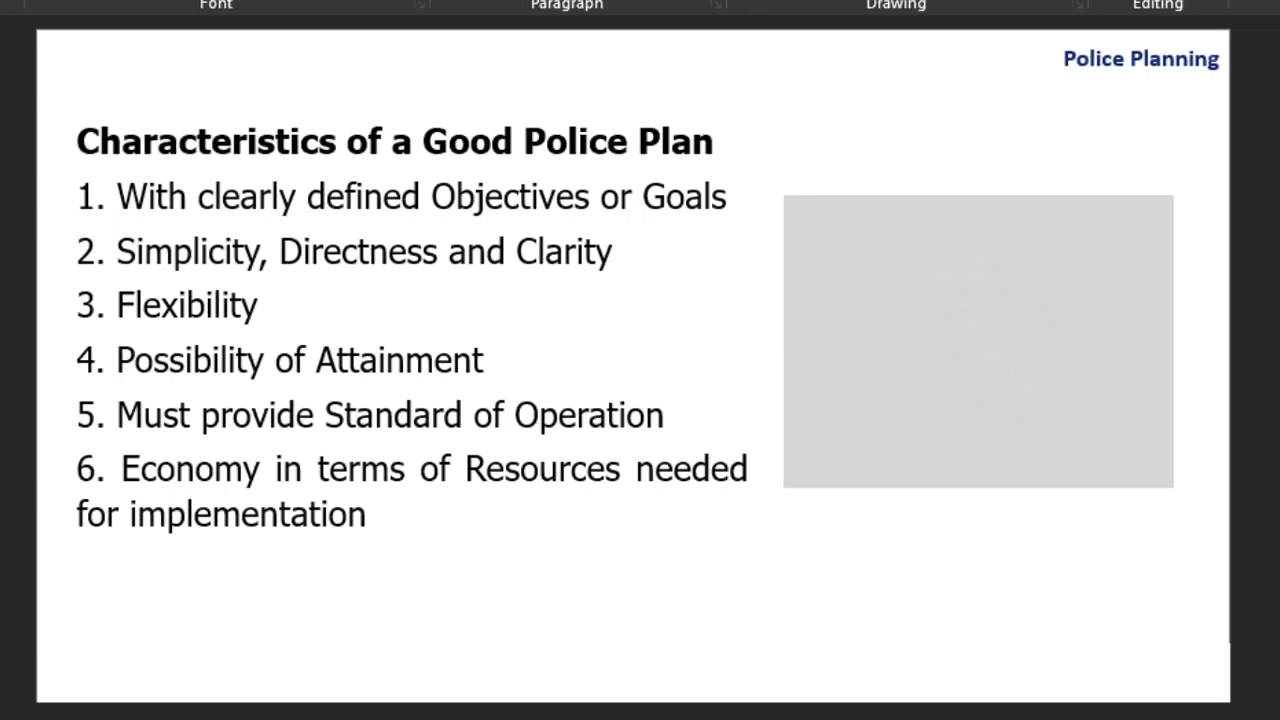 Font Paragraph Drawing Editing
Police Planning
Characteristics of a Good Police Plan
1. With clearly defined Objectives or Goals
2. Simplicity, Directness and Clarity
3. Flexibility
4. Possibility of Attainment
5. Must provide Standard of Operation
6. Economy in terms of Resources needed
for implementation